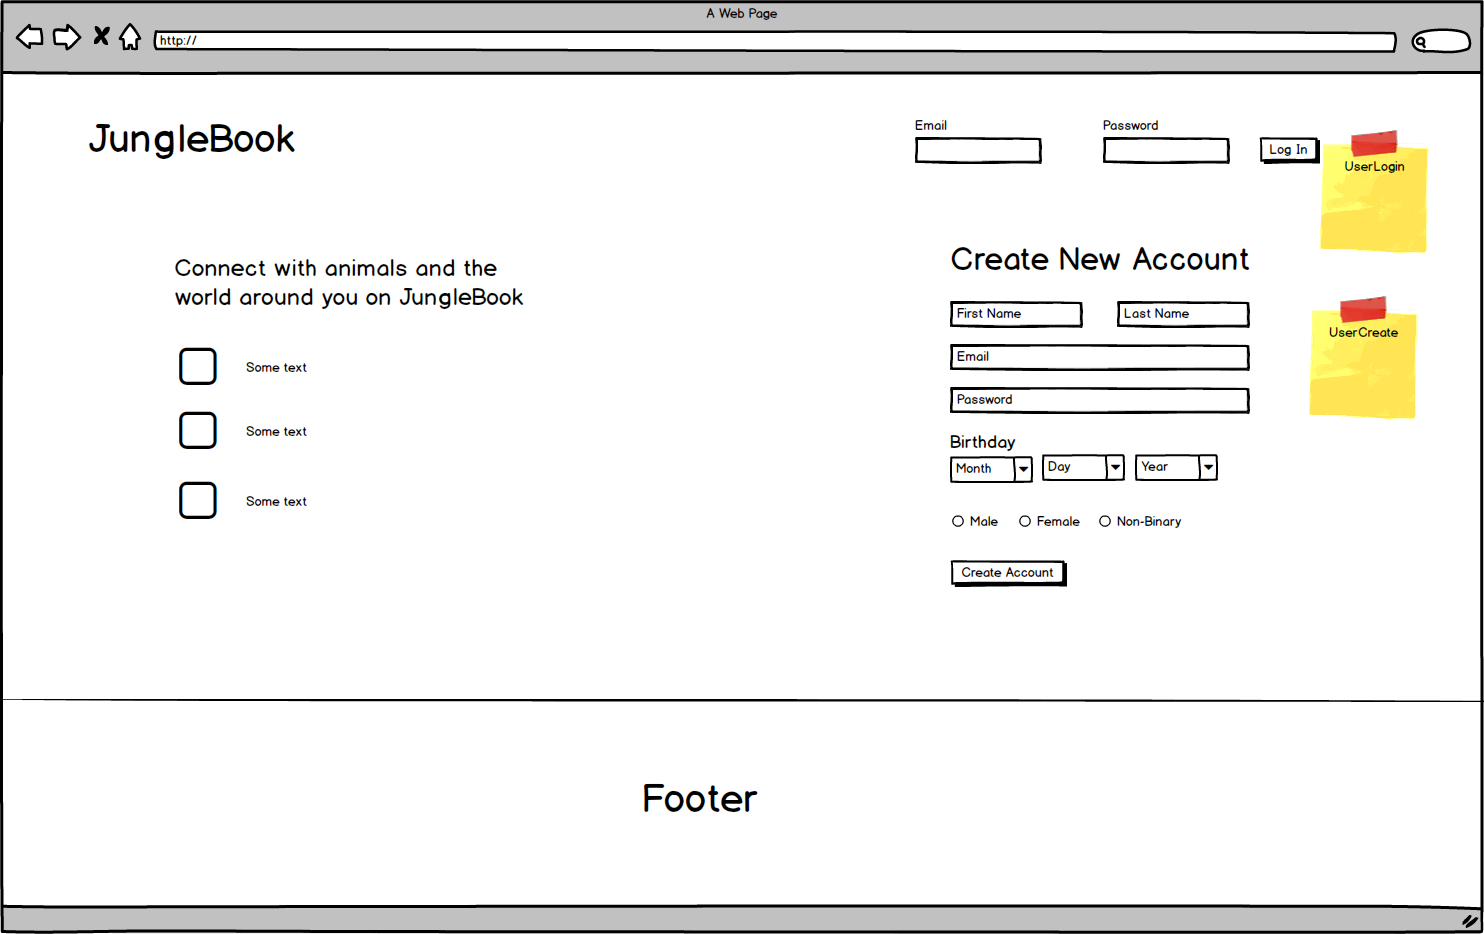 A Web Page
http://
JungleBook
Email
Password
Log In
UserLogin
Connect with animals and the
world around you on JungleBook
Some text
Some text
Some text
Create New Account
First Name
Last Name
Email
Password
Birthday
Month
Day
Year
Male
Female
Non-Binary
Create Account
UserCreate
Footer